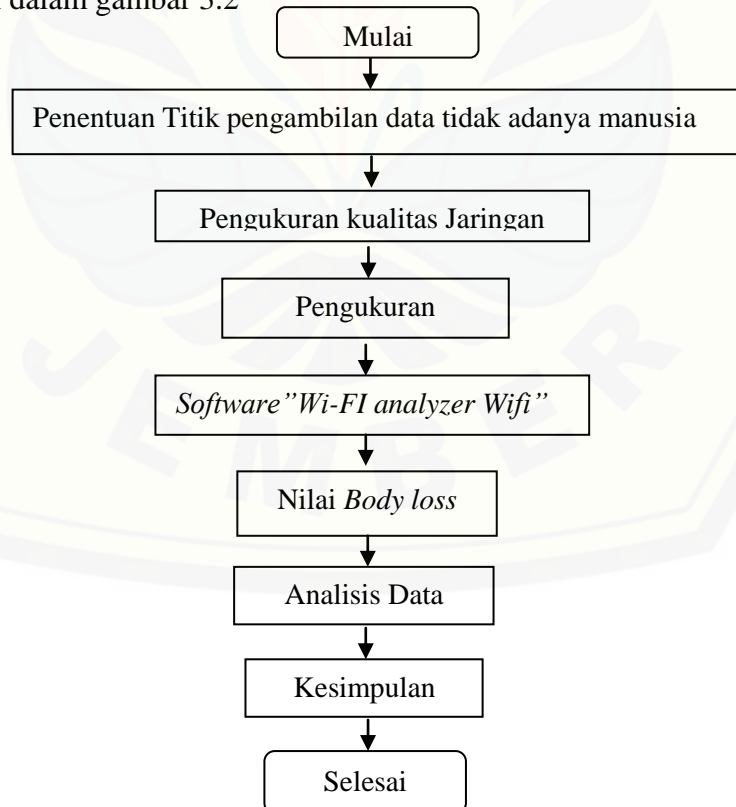 dalam gambar 3.2
Mulai
Penentuan Titik pengambilan data tidak adanya manusia
Pengukuran kualitas Jaringan
Pengukuran
Software”Wi-FI analyzer Wifi”
Nilai Body loss
Analisis Data
Kesimpulan
Selesai
JEMBER